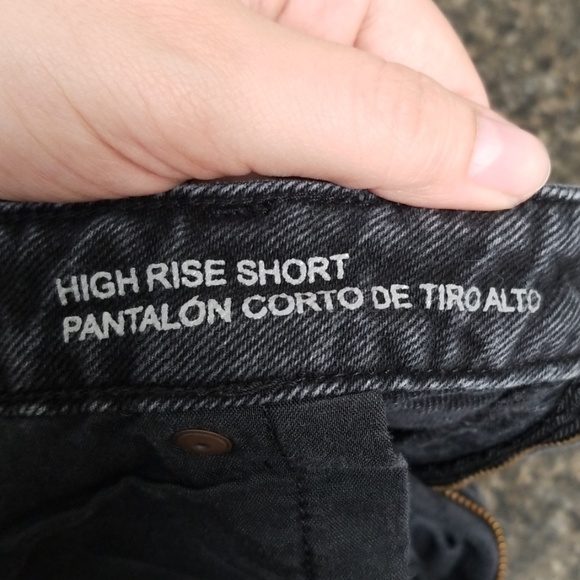 HIGH RISE SHORT
PANTALÓN CORTO DE TIRO ALTO